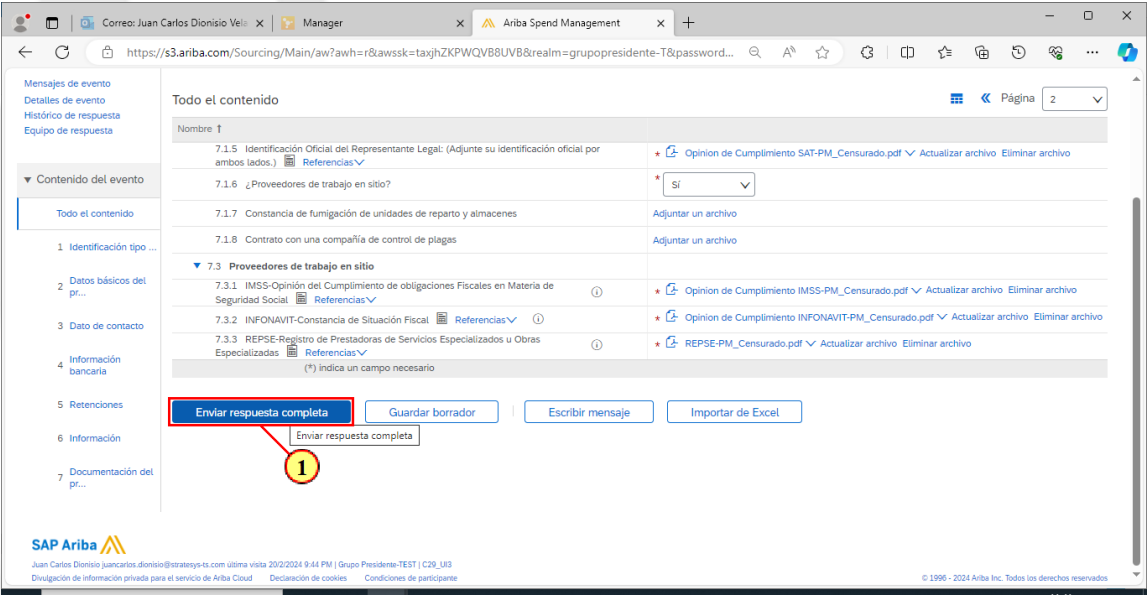 Correo: Juan Carlos Dionisio Vela
Manager
Ariba Spend Management
https://s3.ariba.com/Sourcing/Main/aw?awh=r&awssk=taxjhZKPWQVB8UVB&realm=grupopresidente-T&password...
Mensajes de evento
Detalles de evento
Histórico de respuesta
Equipo de respuesta
Todo el contenido
Página 2
Nombre ↑
7.1.5 Identificación Oficial del Representante Legal: (Adjunte su identificación oficial por
ambos lados.) Referencias
* Opinion de Cumplimiento SAT-PM_Censurado.pdf Actualizar archivo Eliminar archivo
▼ Contenido del evento
7.1.6 ¿Proveedores de trabajo en sitio?
* Sí
Todo el contenido
7.1.7 Constancia de fumigación de unidades de reparto y almacenes
Adjuntar un archivo
7.1.8 Contrato con una compañía de control de plagas
Adjuntar un archivo
1 Identificación tipo ...
▼ 7.3 Proveedores de trabajo en sitio
2 Datos básicos del
pr...
7.3.1 IMSS-Opinión del Cumplimiento de obligaciones Fiscales en Materia de
Seguridad Social Referencias
* Opinion de Cumplimiento IMSS-PM_Censurado.pdf Actualizar archivo Eliminar archivo
7.3.2 INFONAVIT-Constancia de Situación Fiscal Referencias
* Opinion de Cumplimiento INFONAVIT-PM_Censurado.pdf Actualizar archivo Eliminar archivo
3 Dato de contacto
7.3.3 REPSE-Registro de Prestadoras de Servicios Especializados u Obras
Especializadas Referencias
* REPSE-PM_Censurado.pdf Actualizar archivo Eliminar archivo
4 Información
bancaria
(*) indica un campo necesario
5 Retenciones
Enviar respuesta completa
Guardar borrador
Escribir mensaje
Importar de Excel
Enviar respuesta completa
6 Información
1
7 Documentación del
pr...
SAP Ariba
Juan Carlos Dionisio juancarlos.dionisio@stratesys-ts.com última visita 20/2/2024 9:44 PM | Grupo Presidente-TEST | C29_UI3
Divulgación de información privada para el servicio de Ariba Cloud Declaración de cookies Condiciones de participante
© 1996 - 2024 Ariba Inc. Todos los derechos reservados